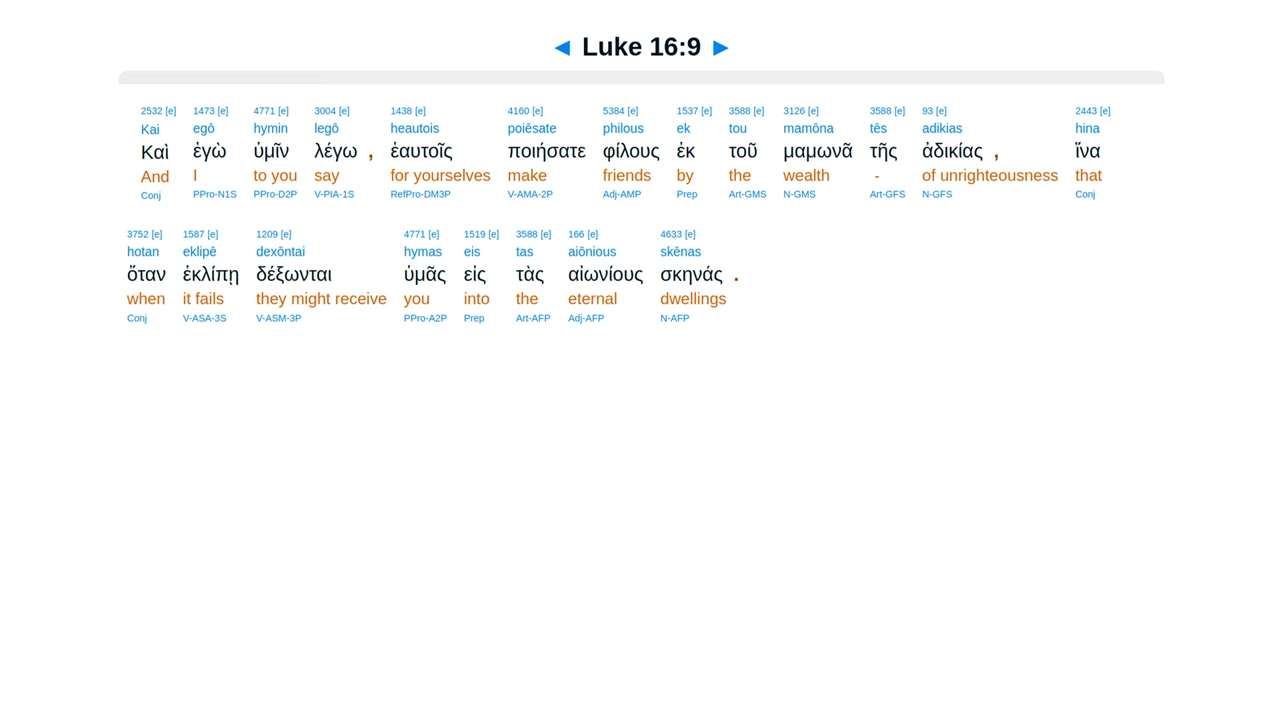 ◄ Luke 16:9 ►
2532 [e] 1473 [e] 4771 [e] 3004 [e] 1438 [e] 4160 [e] 5384 [e] 1537 [e] 3588 [e] 3126 [e] 3588 [e] 93 [e] 2443 [e]
Kai egō hymin legō heautois poiēsate philous ek tou mamōna tēs adikias hina
Καὶ ἐγὼ ὑμῖν λέγω , ἑαυτοῖς ποιήσατε φίλους ἐκ τοῦ μαμωνᾶ τῆς ἀδικίας , ἵνα
And I to you say for yourselves make friends by the wealth - of unrighteousness that
Conj PPro-N1S PPro-D2P V-PIA-1S RefPro-DM3P V-AMA-2P Adj-AMP Prep Art-GMS N-GMS Art-GFS N-GFS Conj
3752 [e] 1587 [e] 1209 [e] 4771 [e] 1519 [e] 3588 [e] 166 [e] 4633 [e]
hotan eklipē dexōntai hymas eis tas aiōnious skēnas
ὅταν ἐκλίπῃ δέξωνται ὑμᾶς εἰς τὰς αἰωνίους σκηνάς .
when it fails they might receive you into the eternal dwellings
Conj V-ASA-3S V-ASM-3P PPro-A2P Prep Art-AFP Adj-AFP N-AFP